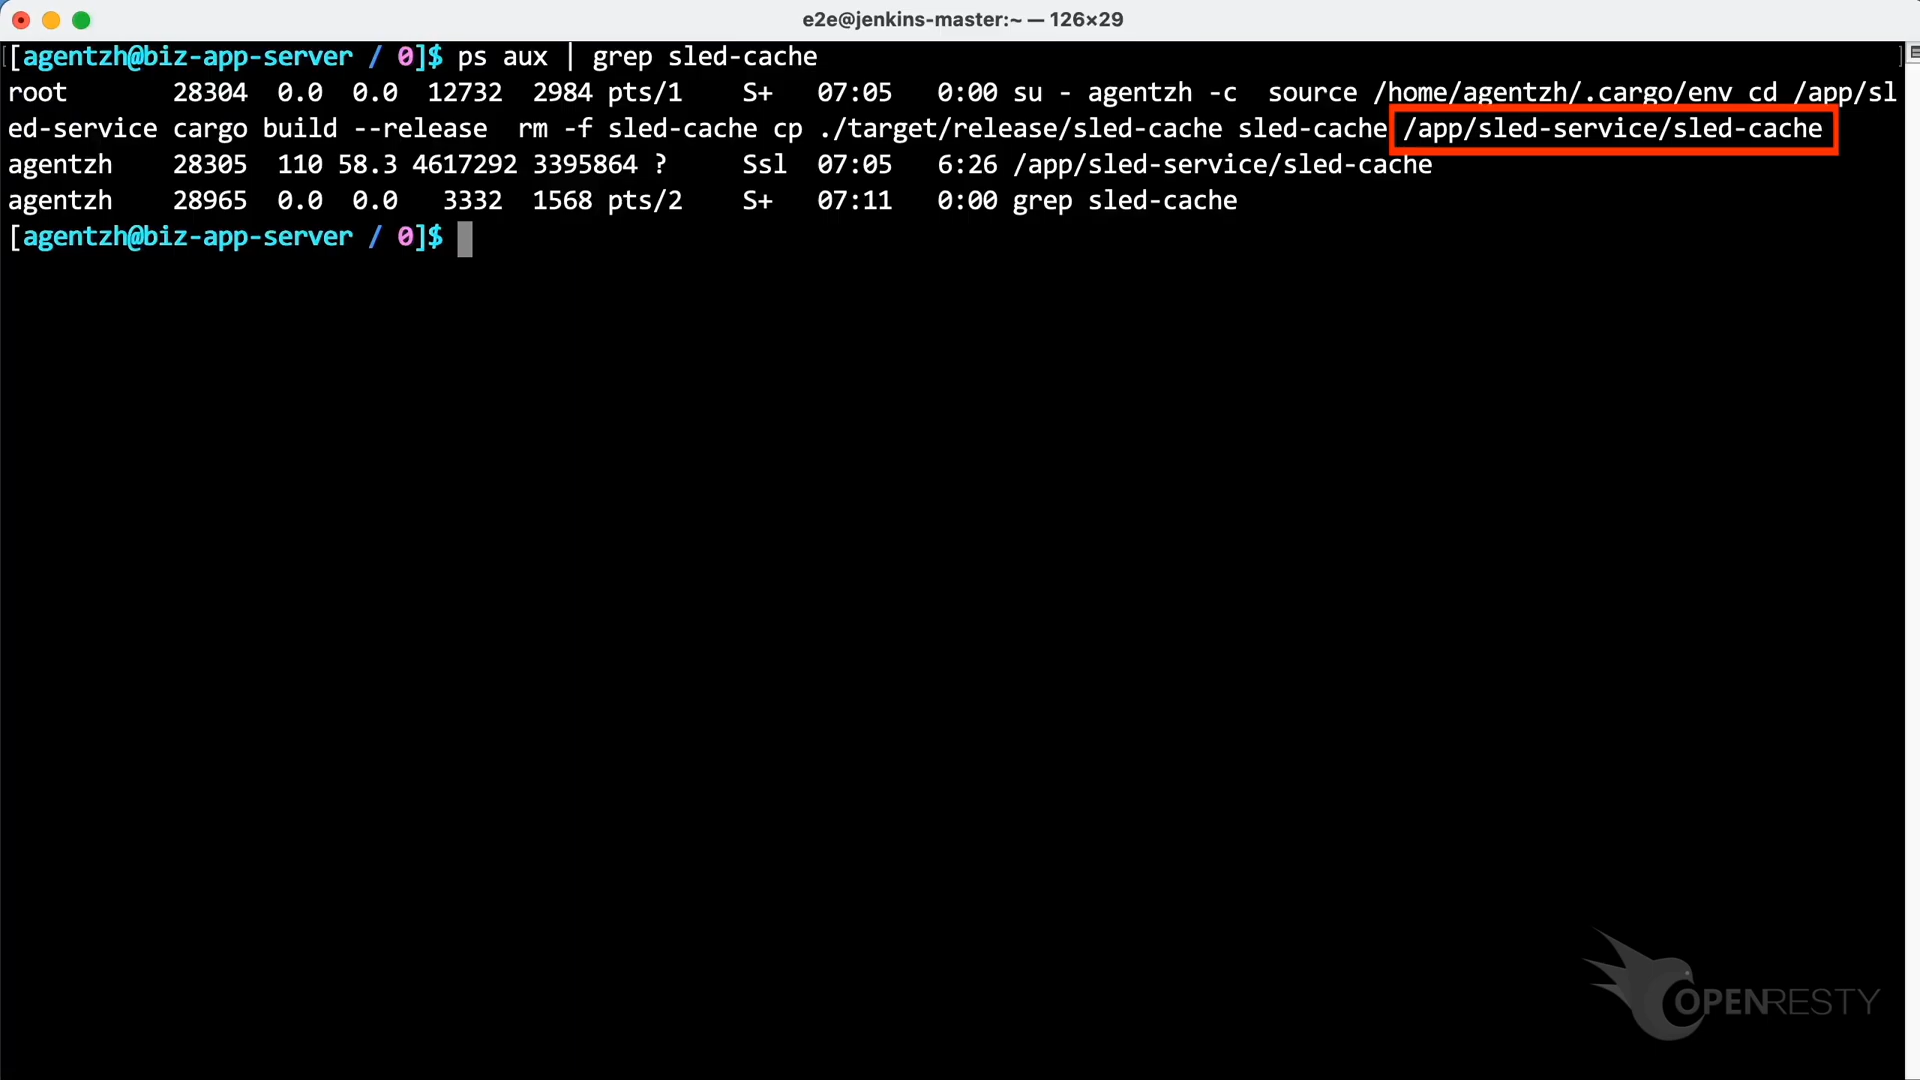 e2e@jenkins-master:~ — 126×29
[agentzh@biz-app-server / 0]$ ps aux | grep sled-cache
root       28304  0.0  0.0  12732  2984 pts/1    S+   07:05   0:00 su - agentzh -c  source /home/agentzh/.cargo/env cd /app/sl
ed-service cargo build --release  rm -f sled-cache cp ./target/release/sled-cache sled-cache /app/sled-service/sled-cache
agentzh    28305  110 58.3 4617292 3395864 ?     Ssl  07:05   6:26 /app/sled-service/sled-cache
agentzh    28965  0.0  0.0   3332  1568 pts/2    S+   07:11   0:00 grep sled-cache
[agentzh@biz-app-server / 0]$
OPENRESTY